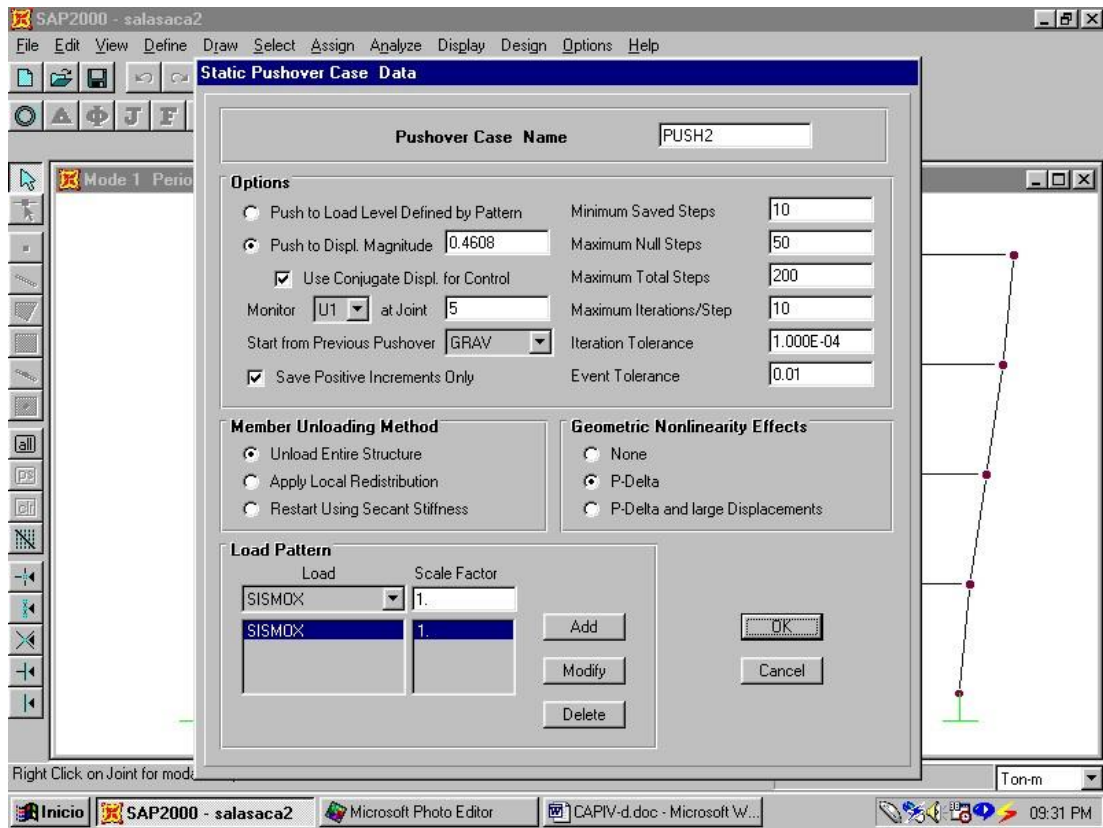 SAP2000 - salasaca2
File Edit View Define Draw Select Assign Analyze Display Design Options Help
Static Pushover Case Data
J F
Pushover Case Name PUSH2
Mode 1 Perio
Options
Push to Load Level Defined by Pattern
Push to Displ. Magnitude 0.4608
Use Conjugate Displ. for Control
Monitor U1 at Joint 5
Start from Previous Pushover GRAV
Save Positive Increments Only
Minimum Saved Steps 10
Maximum Null Steps 50
Maximum Total Steps 200
Maximum Iterations/Step 10
Iteration Tolerance 1.000E-04
Event Tolerance 0.01
Member Unloading Method
Unload Entire Structure
Apply Local Redistribution
Restart Using Secant Stiffness
Geometric Nonlinearity Effects
None
P-Delta
P-Delta and large Displacements
Load Pattern
Load Scale Factor
SISMOX 1.
SISMOX 1.
Add
Modify
Delete
OK
Cancel
all
ps
clr
Right Click on Joint for mod
Ton-m
Inicio SAP2000 - salasaca2 Microsoft Photo Editor CAPIV-d.doc - Microsoft W... 09:31 PM